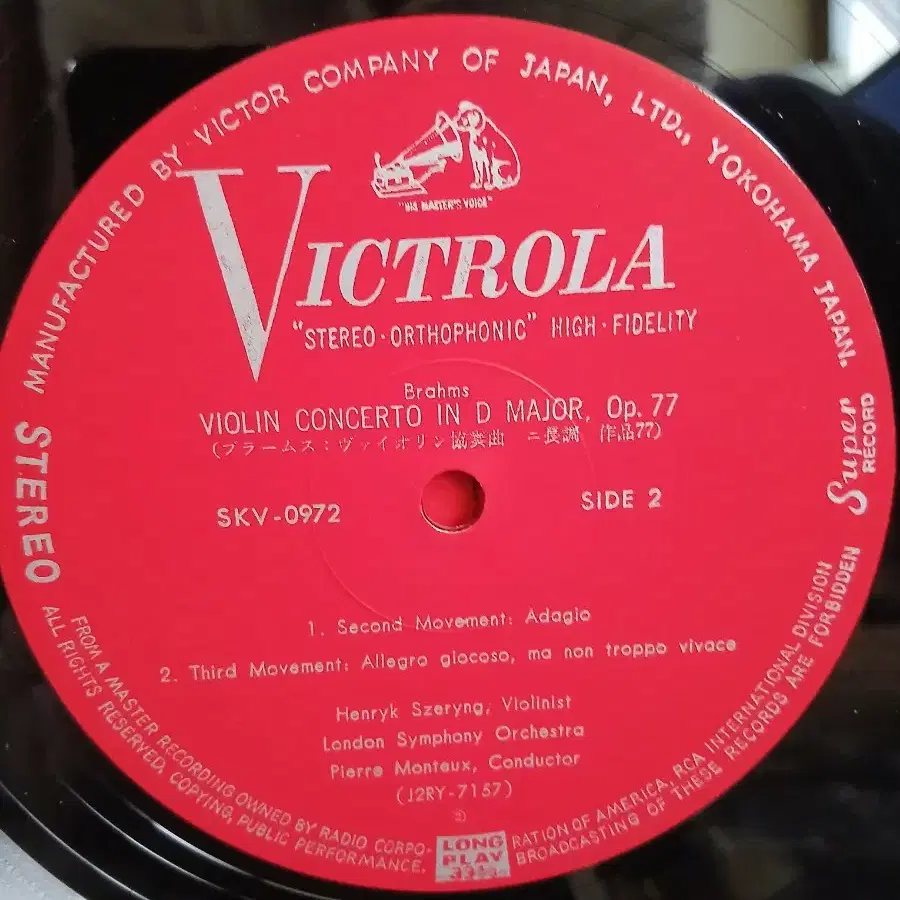 MANUFACTURED BY VICTOR COMPANY OF JAPAN, LTD., YOKOHAMA JAPAN.
"HIS MASTER'S VOICE"
VICTROLA
"STEREO·ORTHOPHONIC" HIGH·FIDELITY
Brahms
VIOLIN CONCERTO IN D MAJOR, Op. 77
(ブラームス：ヴァイオリン協奏曲 ニ長調 作品77)
SKV-0972
SIDE 2
STEREO
Super
RECORD
1. Second Movement: Adagio
2. Third Movement: Allegro giocoso, ma non troppo vivace
Henryk Szeryng, Violinist
London Symphony Orchestra
Pierre Monteux, Conductor
(J2RY-7157)
FROM A MASTER RECORDING OWNED BY RADIO CORPO-
RATION OF AMERICA, RCA INTERNATIONAL DIVISION
ALL RIGHTS RESERVED, COPYING, PUBLIC PERFORMANCE,
BROADCASTING OF THESE RECORDS ARE FORBIDDEN
LONG
PLAY
33⅓